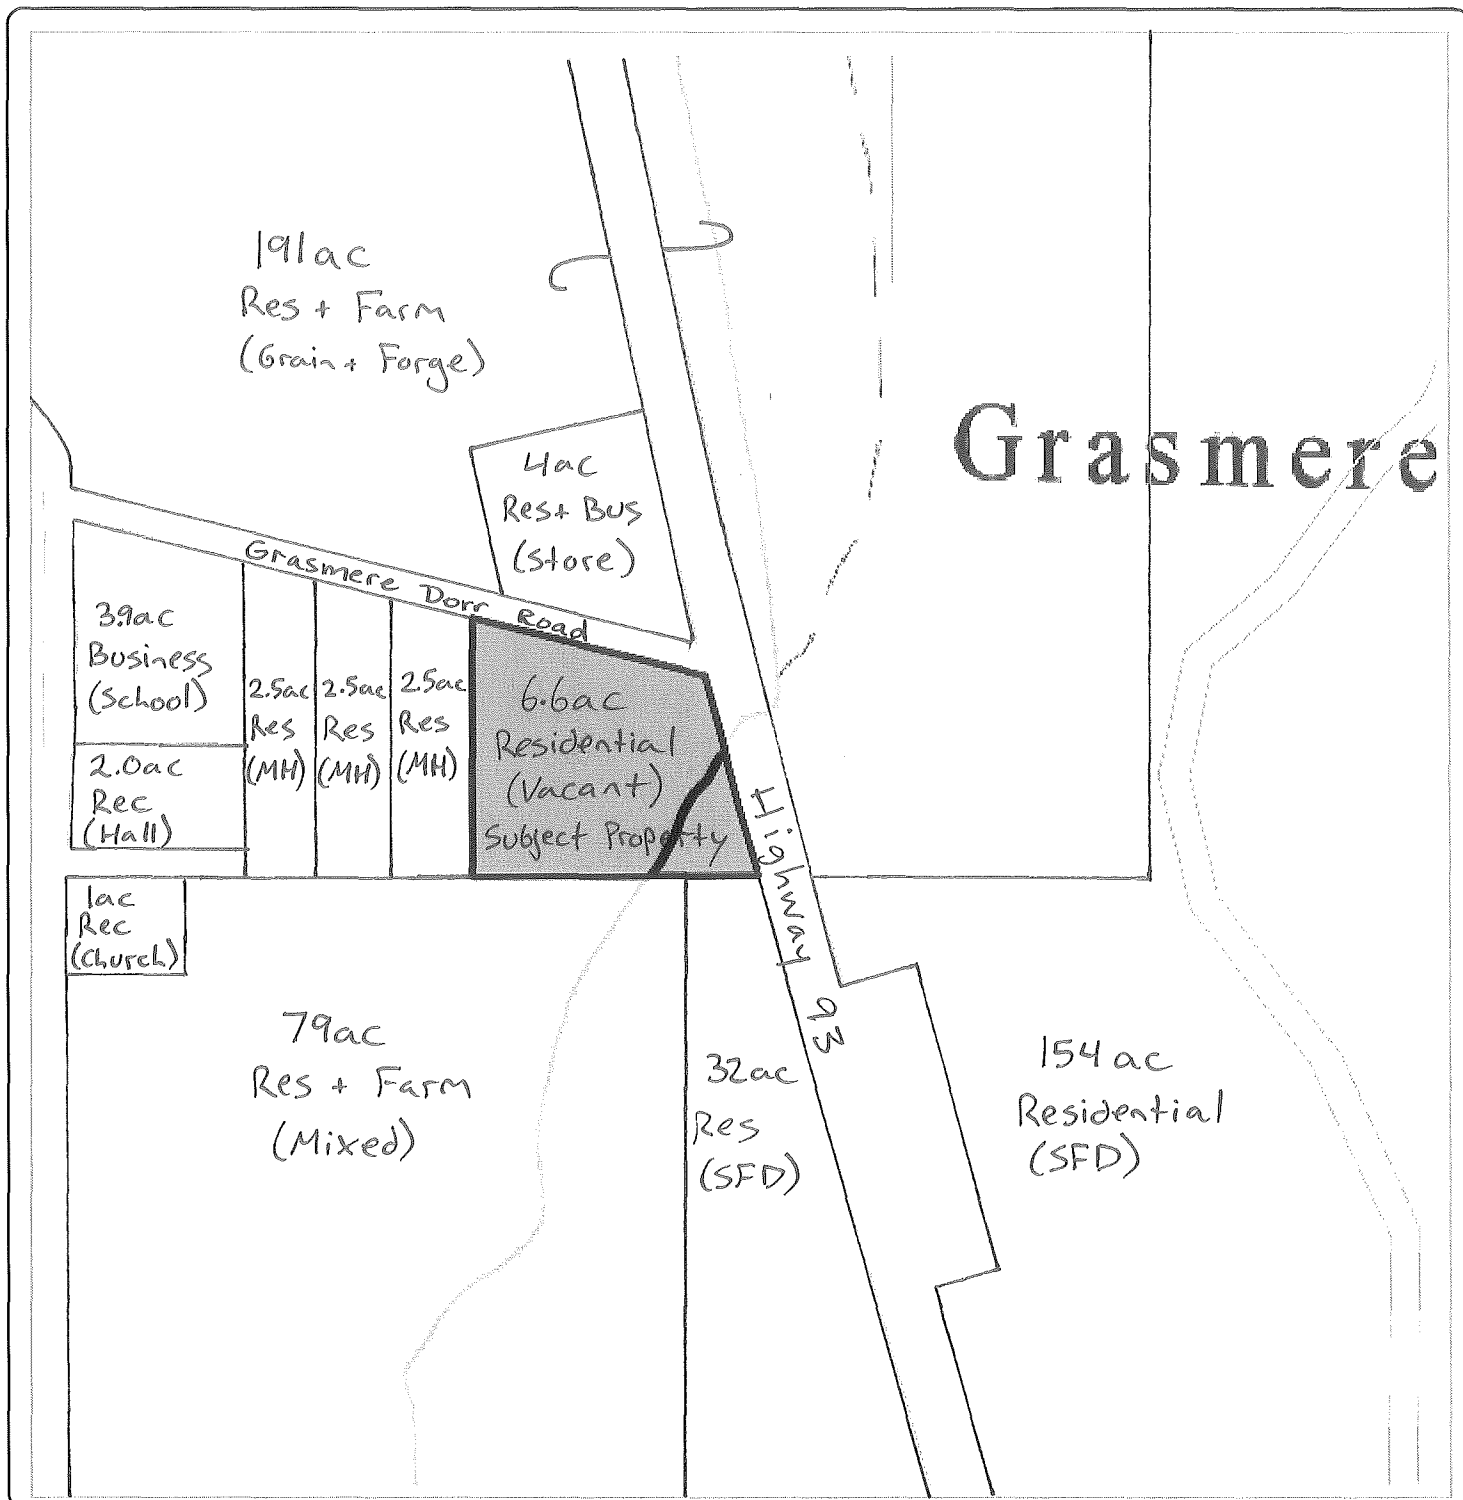 191ac
Res + Farm
(Grain + Forge)
Grasmere
4ac
Res + Bus
(Store)
Grasmere Dorr Road
3.9ac
Business
(School)
2.0ac
Rec
(Hall)
2.5ac
Res
(MH)
2.5ac
Res
(MH)
2.5ac
Res
(MH)
6.6ac
Residential
(Vacant)
Subject Property
Highway 93
1ac
Rec
(Church)
79ac
Res + Farm
(Mixed)
32ac
Res
(SFD)
154 ac
Residential
(SFD)